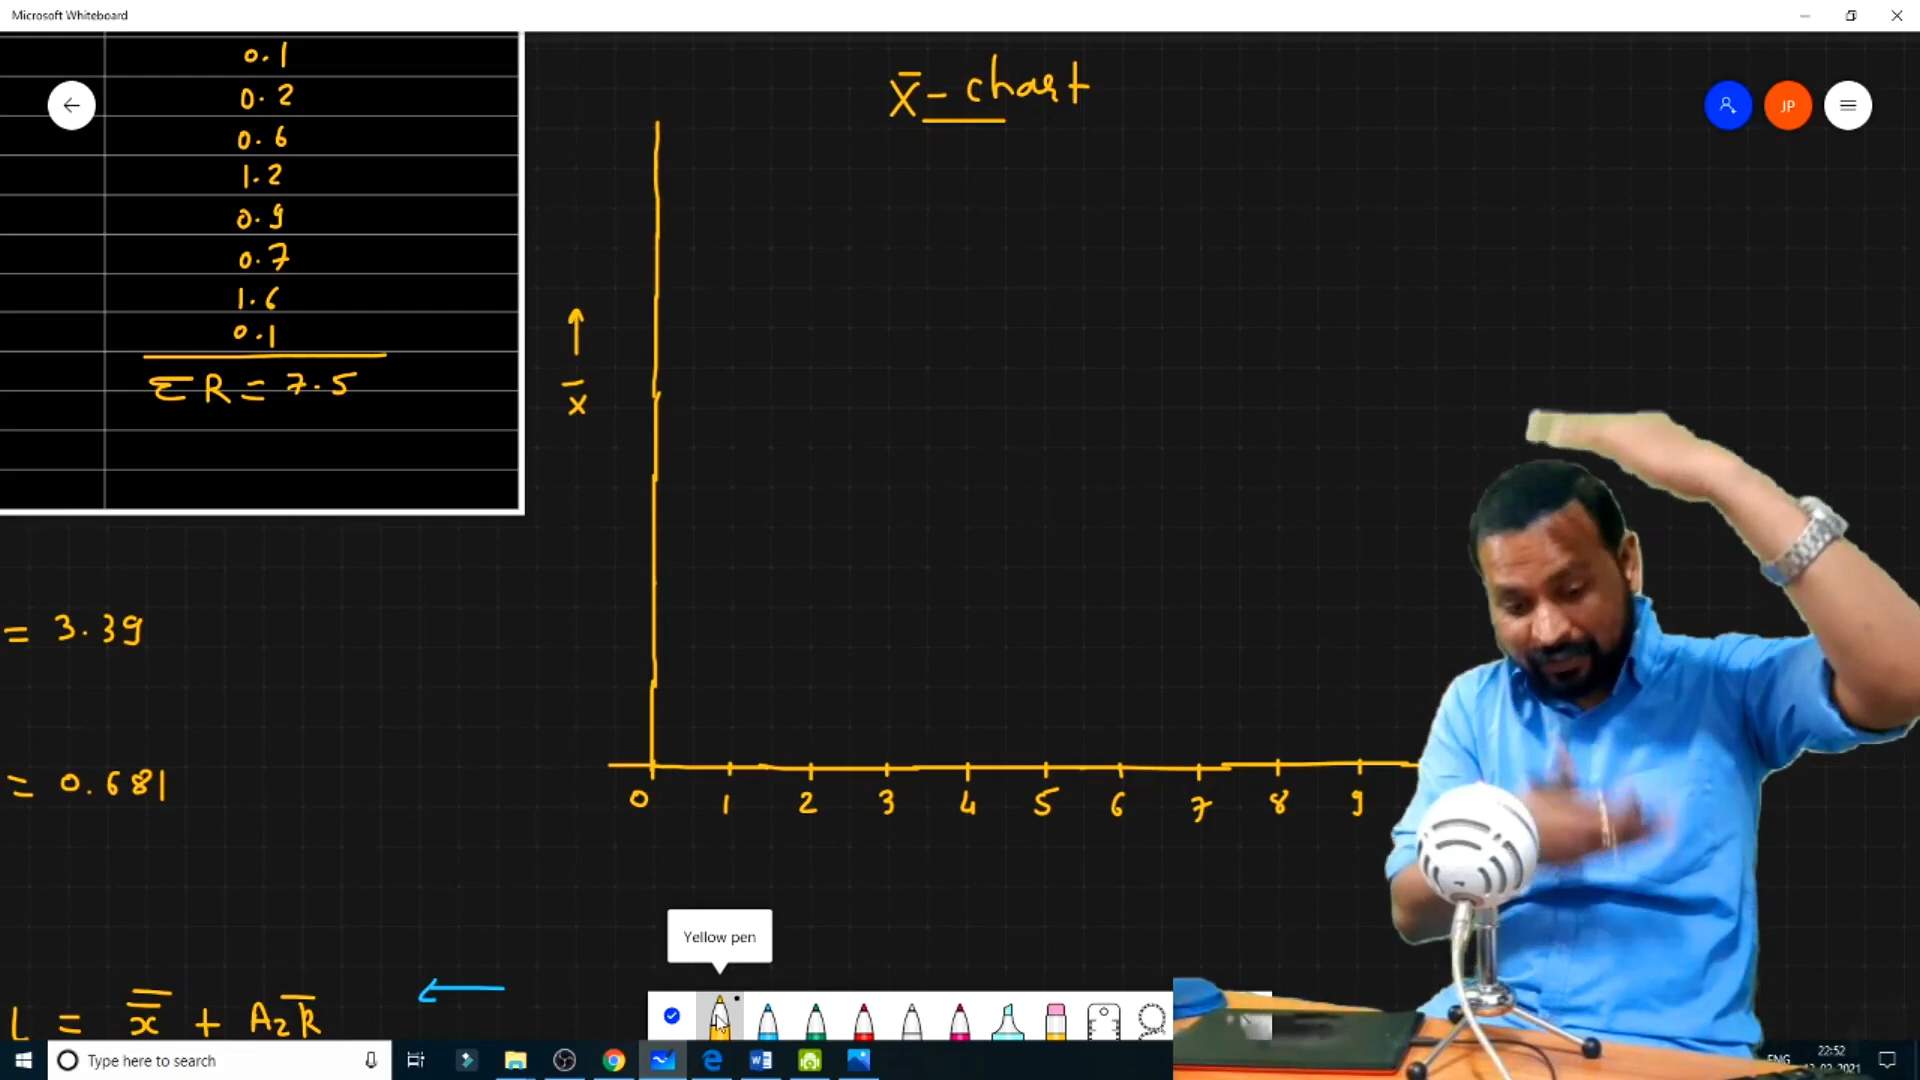 Microsoft Whiteboard
0.1
0.2
0.6
1.2
0.9
0.7
1.6
0.1
Σ R = 7.5
= 3.39
= 0.681
L = x̿ + A₂R̅
X̅ - chart
↑
x̅
0 1 2 3 4 5 6 7 8 9
JP
Yellow pen
Type here to search
ENG
22:52